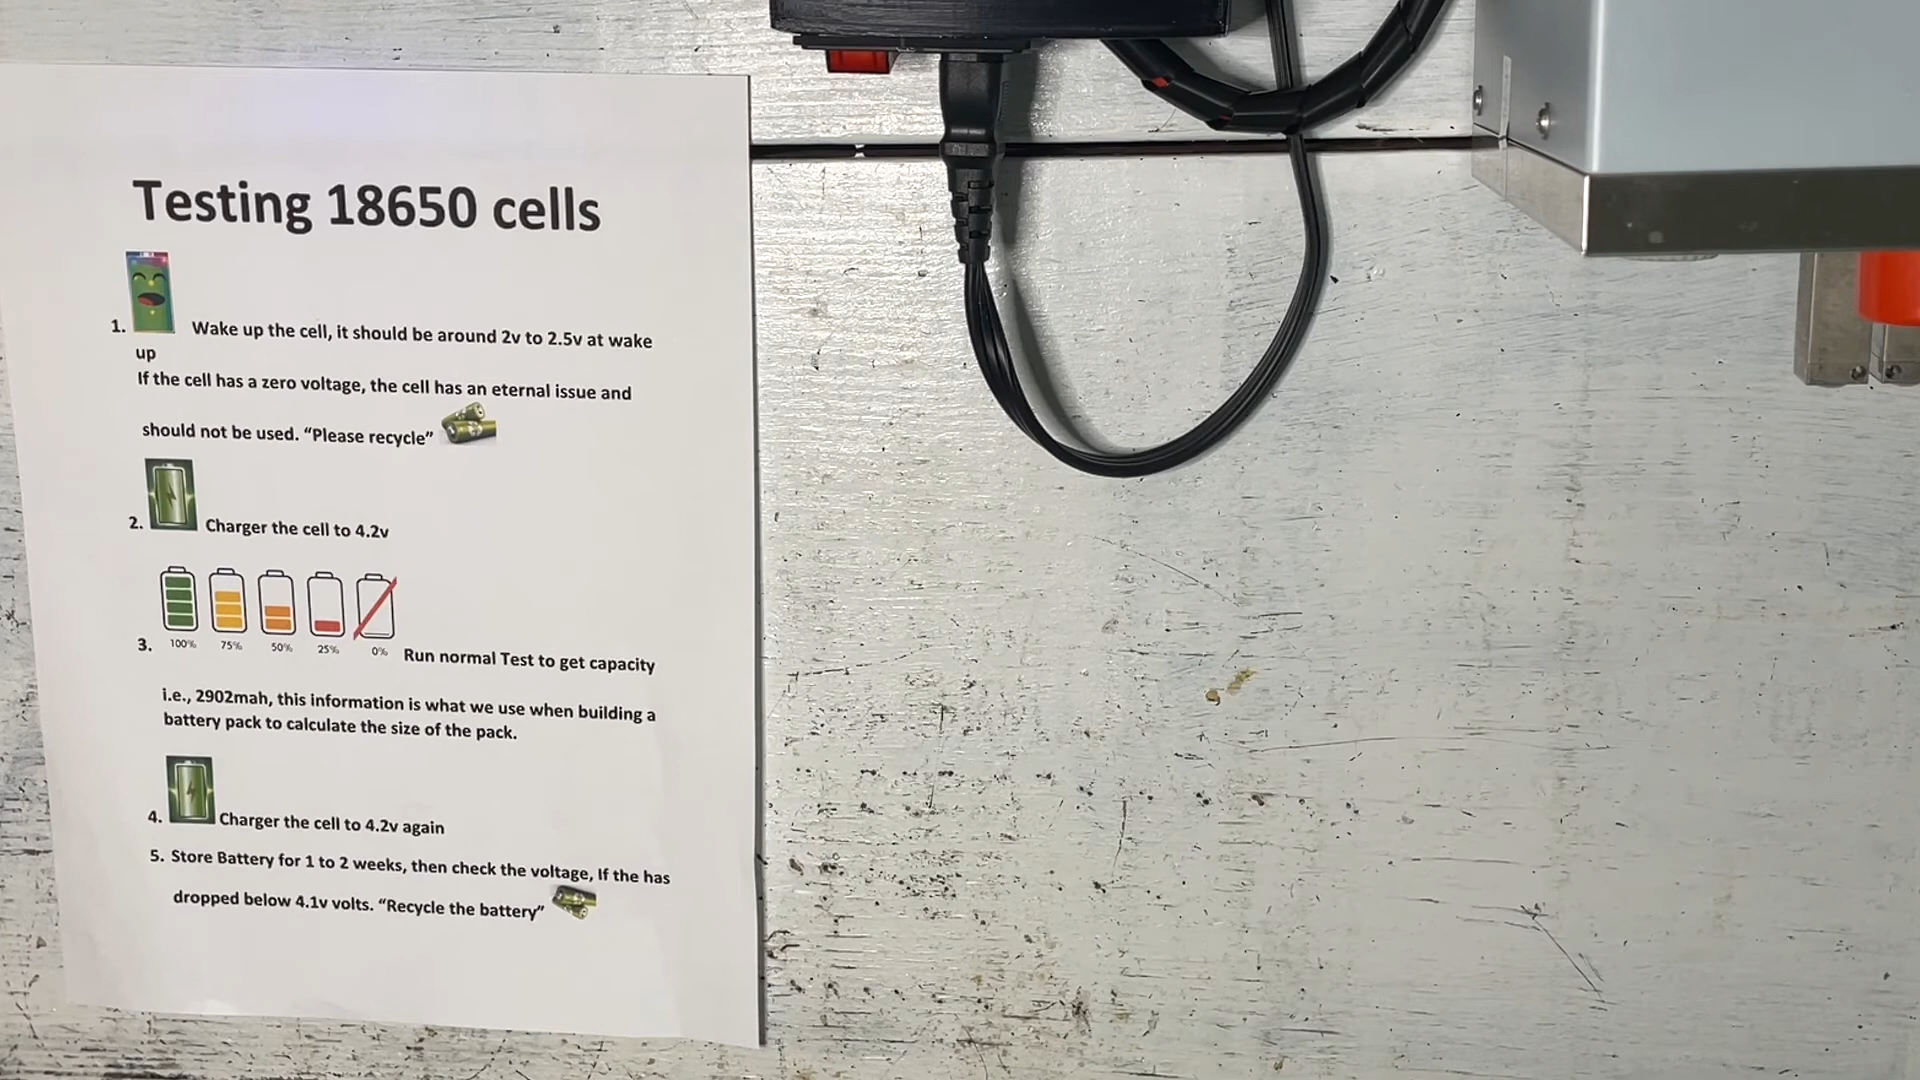 Testing 18650 cells
1. Wake up the cell, it should be around 2v to 2.5v at wake
up
If the cell has a zero voltage, the cell has an eternal issue and
should not be used. “Please recycle”
2. Charger the cell to 4.2v
100% 75% 50% 25% 0%
3. Run normal Test to get capacity
i.e., 2902mah, this information is what we use when building a
battery pack to calculate the size of the pack.
4. Charger the cell to 4.2v again
5. Store Battery for 1 to 2 weeks, then check the voltage, If the has
dropped below 4.1v volts. “Recycle the battery”